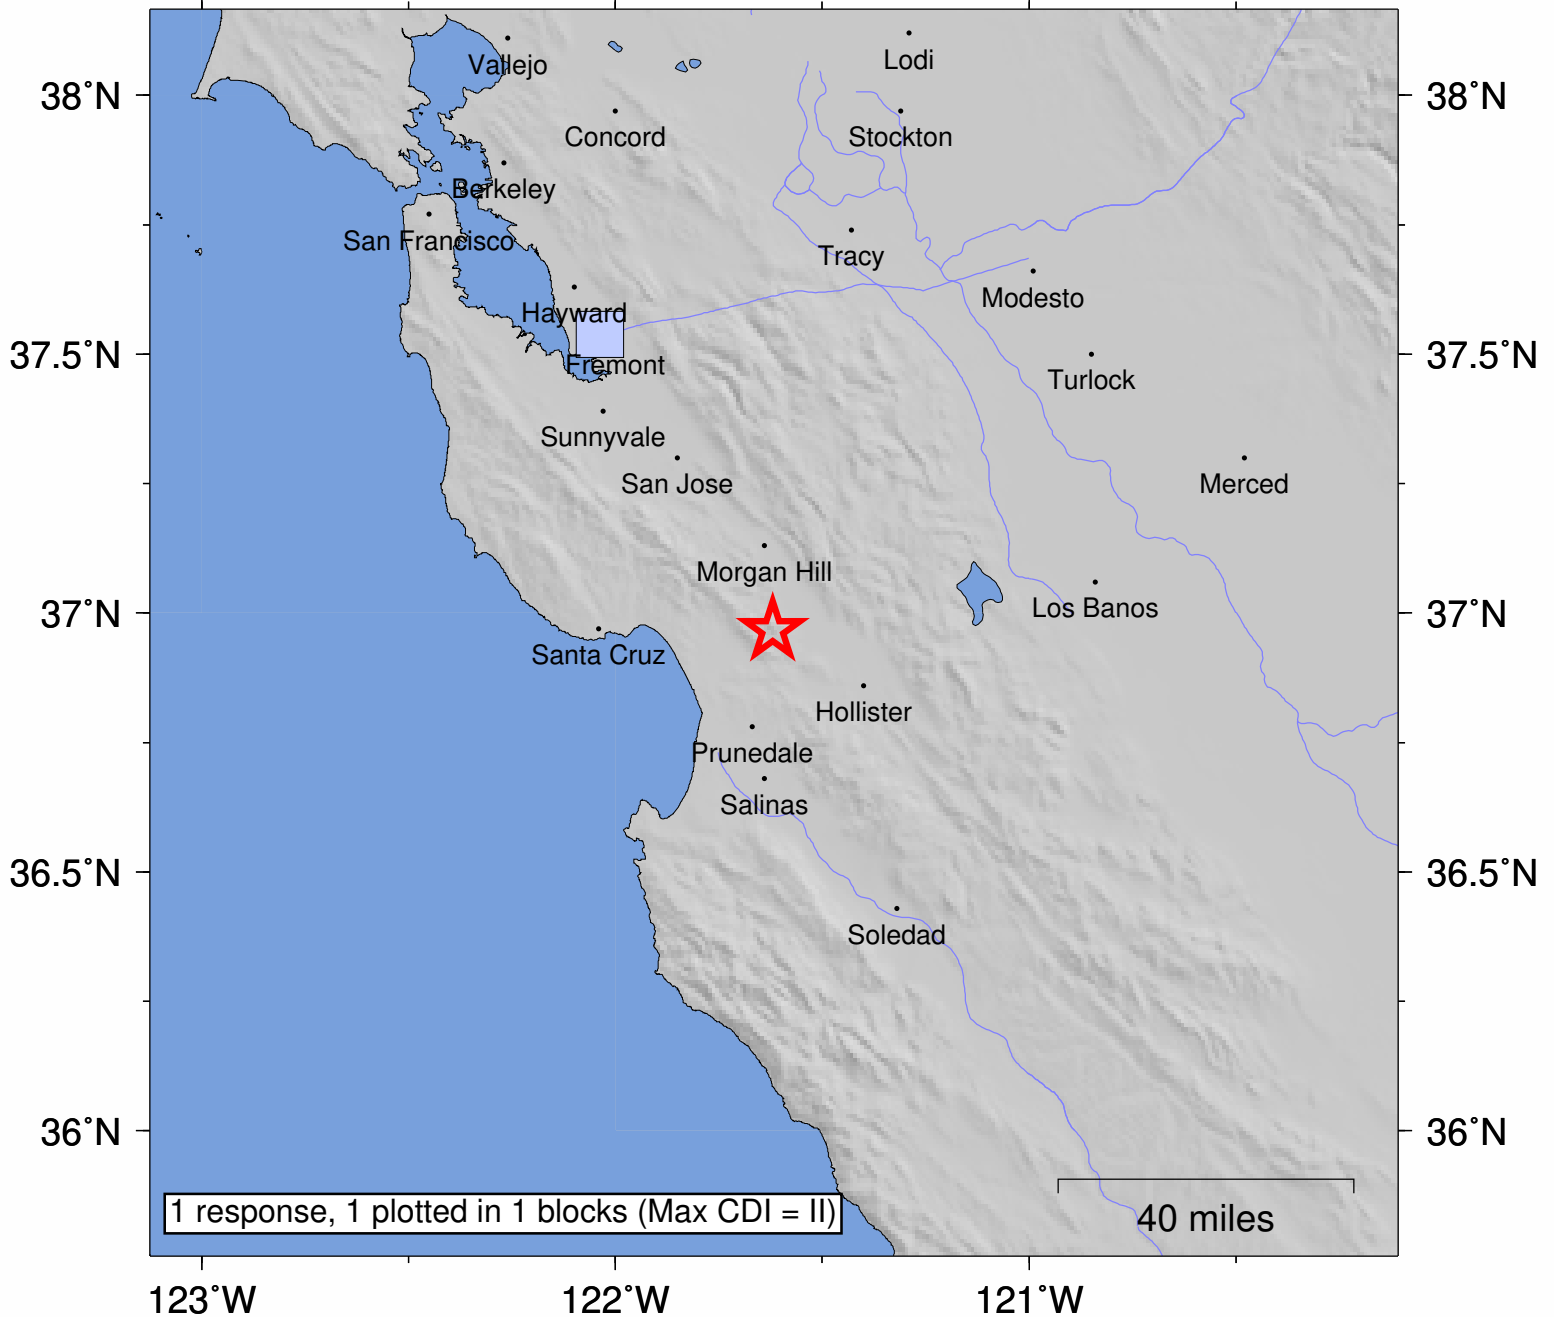 Vallejo
Lodi
38˚N
38˚N
Concord
Stockton
Berkeley
San Francisco
Tracy
Modesto
Hayward
37.5˚N
37.5˚N
Fremont
Turlock
Sunnyvale
San Jose
Merced
Morgan Hill
37˚N
Los Banos
37˚N
Santa Cruz
Hollister
Prunedale
Salinas
36.5˚N
36.5˚N
Soledad
36˚N
36˚N
1 response, 1 plotted in 1 blocks (Max CDI = II)
40 miles
123˚W
122˚W
121˚W